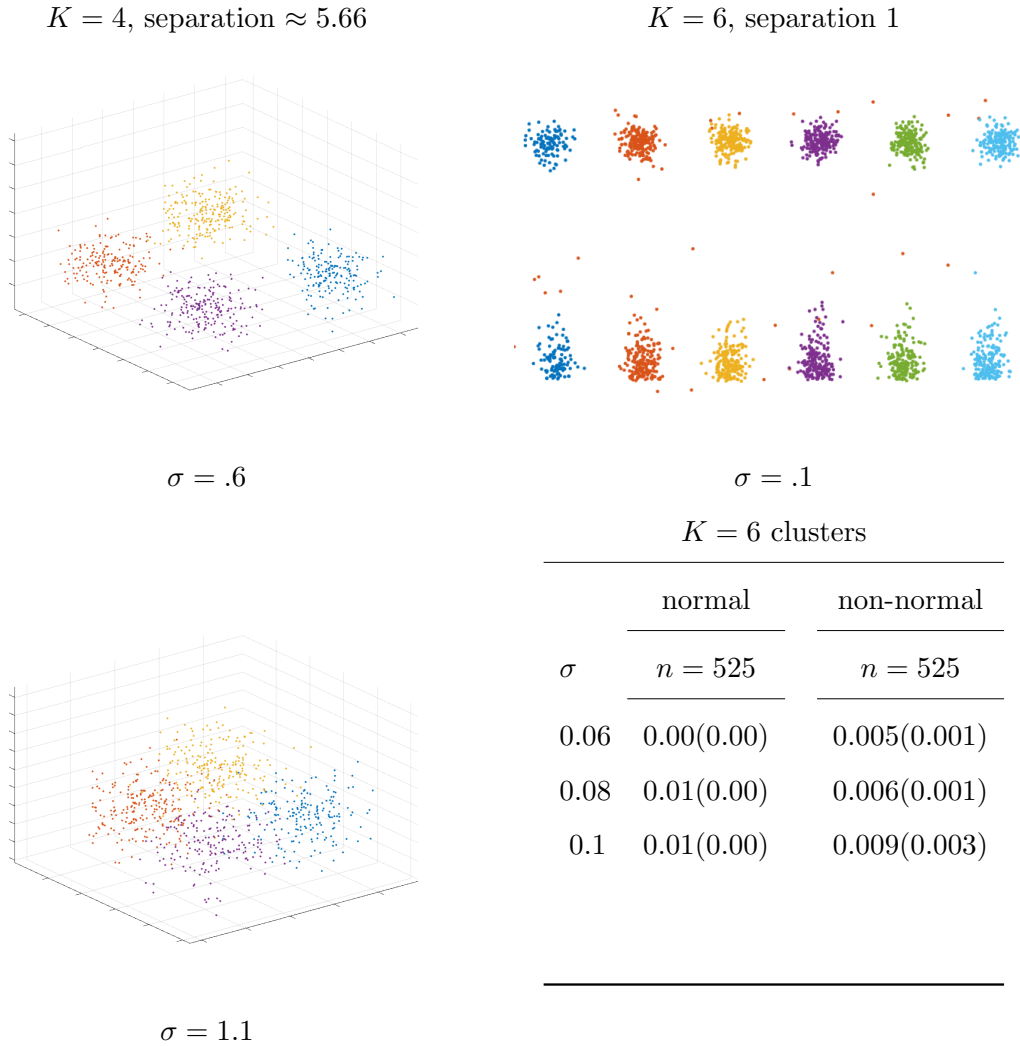 K = 4, separation ≈ 5.66
K = 6, separation 1
σ = .6
σ = .1
K = 6 clusters
normal non-normal
σ n = 525 n = 525
0.06 0.00(0.00) 0.005(0.001)
0.08 0.01(0.00) 0.006(0.001)
0.1 0.01(0.00) 0.009(0.003)
σ = 1.1